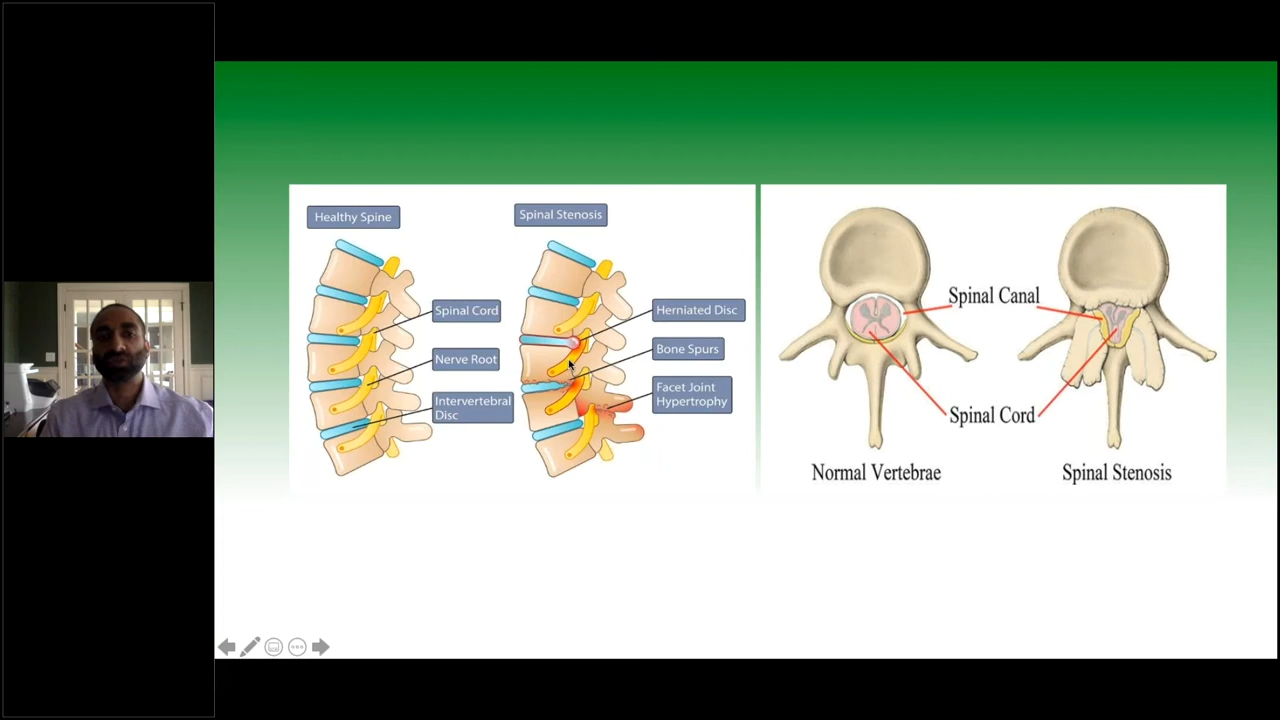 Healthy Spine
Spinal Cord
Nerve Root
Intervertebral
Disc
Spinal Stenosis
Herniated Disc
Bone Spurs
Facet Joint
Hypertrophy
Spinal Canal
Spinal Cord
Normal Vertebrae
Spinal Stenosis